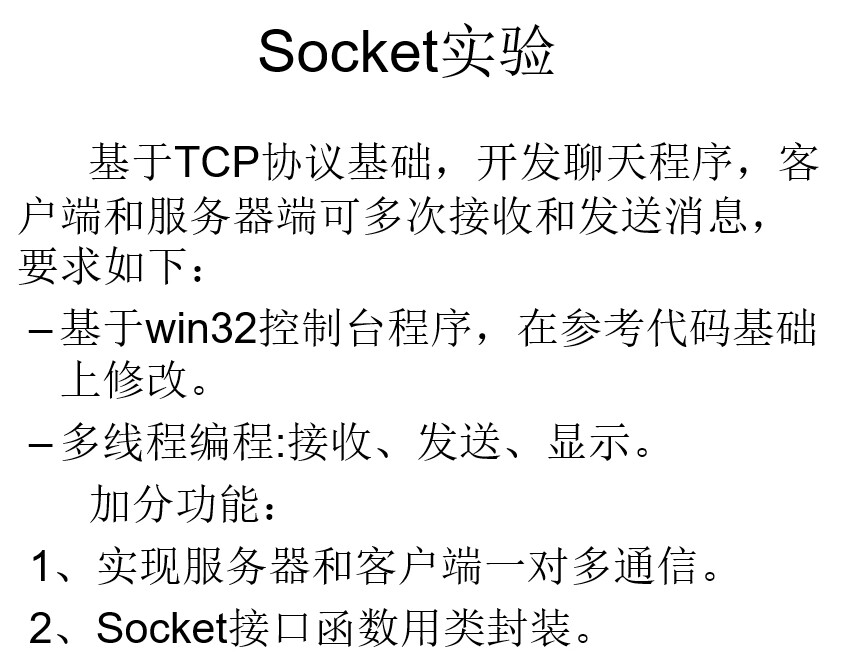 Socket实验
基于TCP协议基础，开发聊天程序，客
户端和服务器端可多次接收和发送消息，
要求如下：
–基于win32控制台程序，在参考代码基础
上修改。
–多线程编程:接收、发送、显示。
加分功能：
1、实现服务器和客户端一对多通信。
2、Socket接口函数用类封装。